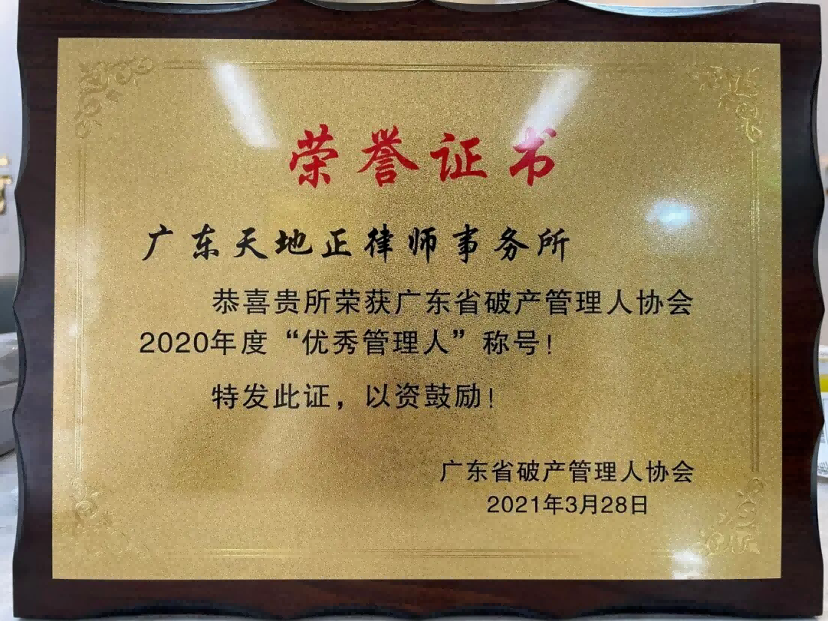 荣誉证书
广东天地正律师事务所
恭喜贵所荣获广东省破产管理人协会
2020年度“优秀管理人”称号！
特发此证，以资鼓励！
广东省破产管理人协会
2021年3月28日